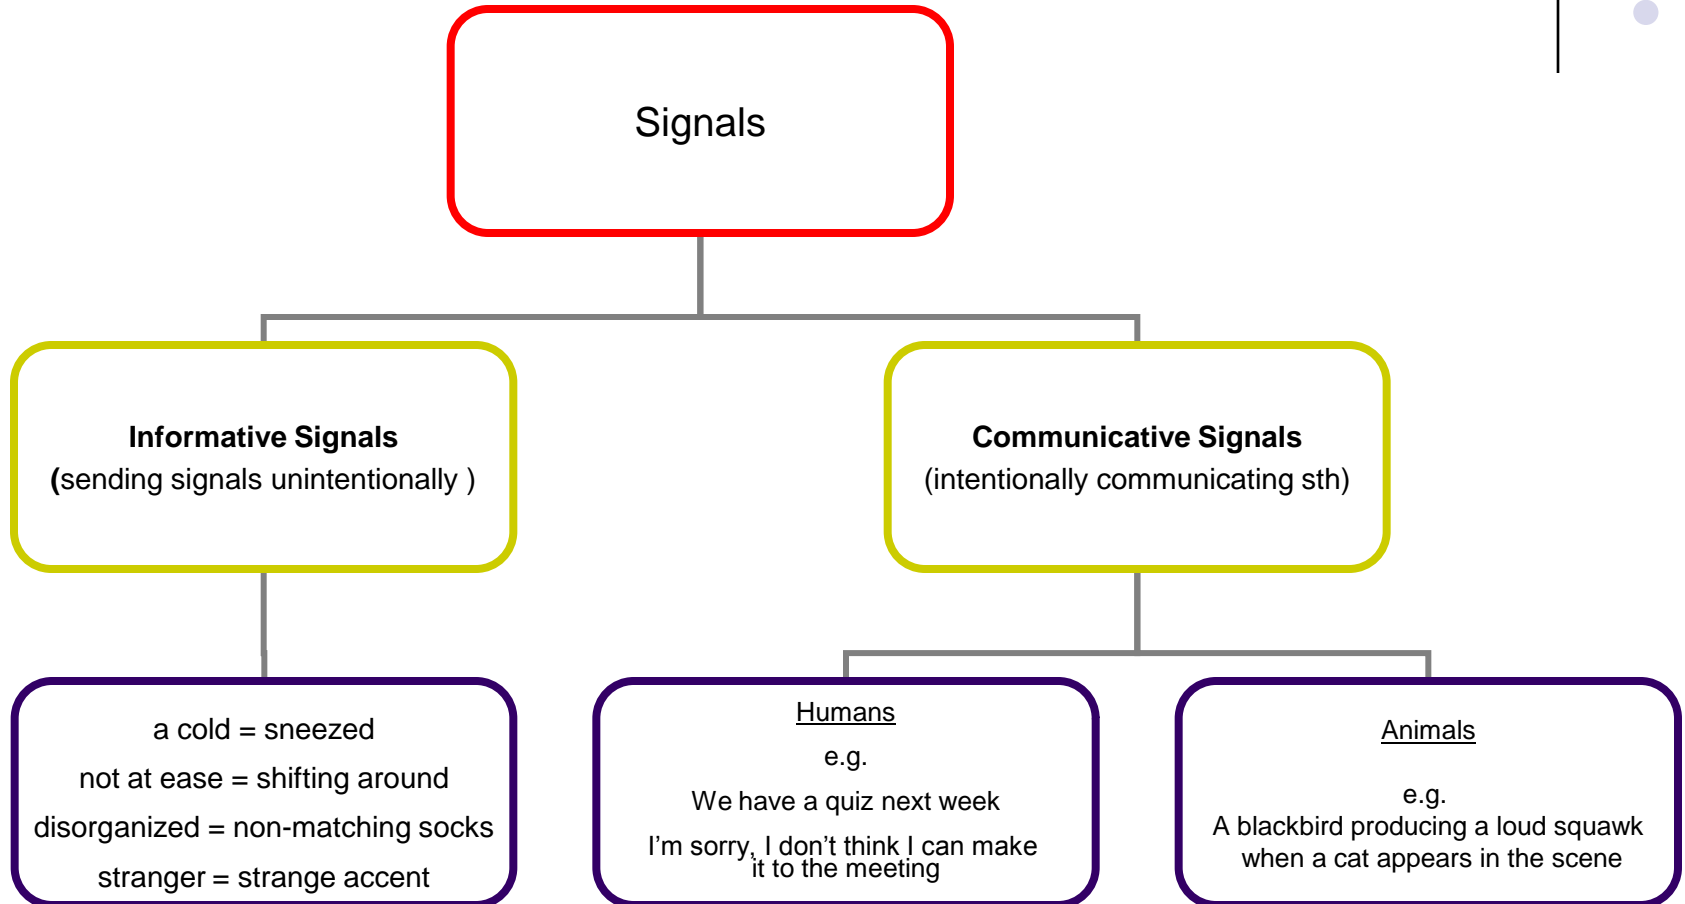 Signals
Informative Signals
(sending signals unintentionally )
Communicative Signals
(intentionally communicating sth)
a cold = sneezed
not at ease = shifting around
disorganized = non-matching socks
stranger = strange accent
Humans
e.g.
We have a quiz next week
I’m sorry, I don’t think I can make
it to the meeting
Animals
e.g.
A blackbird producing a loud squawk
when a cat appears in the scene